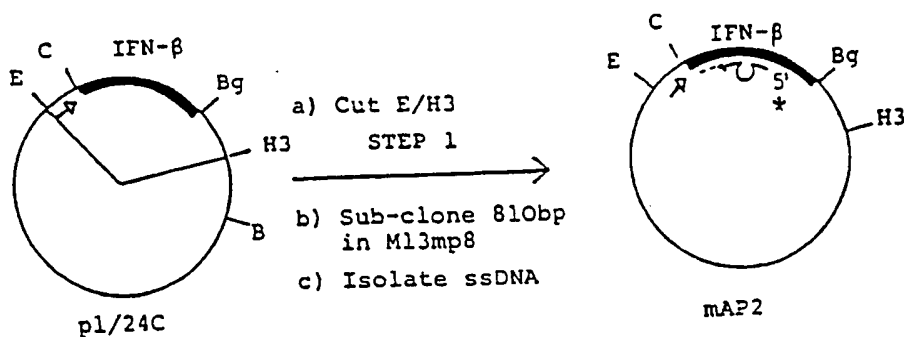 C
IFN-β
E
Bg
H3
B
p1/24C
a) Cut E/H3
STEP 1
b) Sub-clone 810bp
in M13mp8
c) Isolate ssDNA
IFN-β
C
E
Bg
5'
*
H3
mAP2